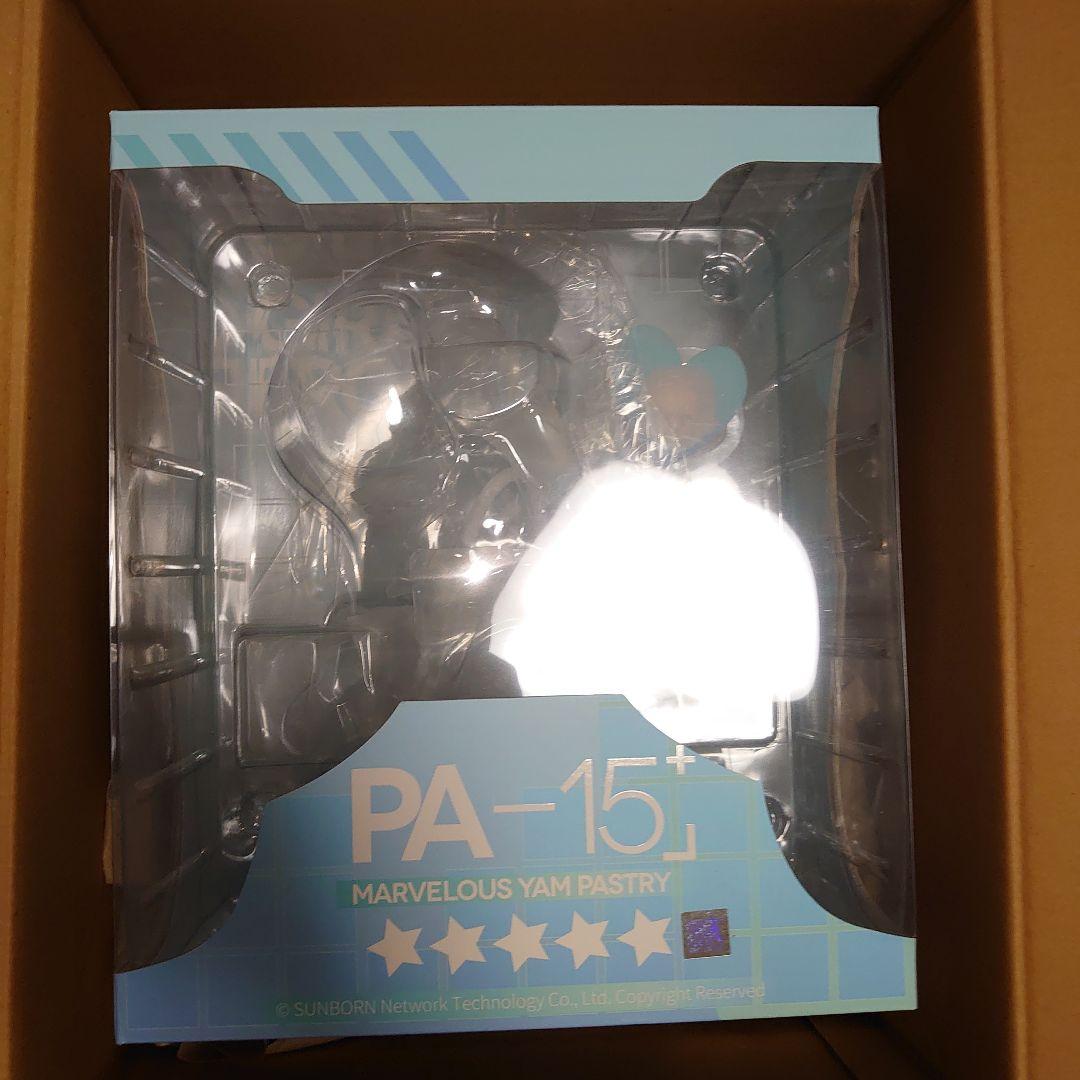 PA-15
MARVELOUS YAM PASTRY
© SUNBORN Network Technology Co., Ltd. Copyright Reserved